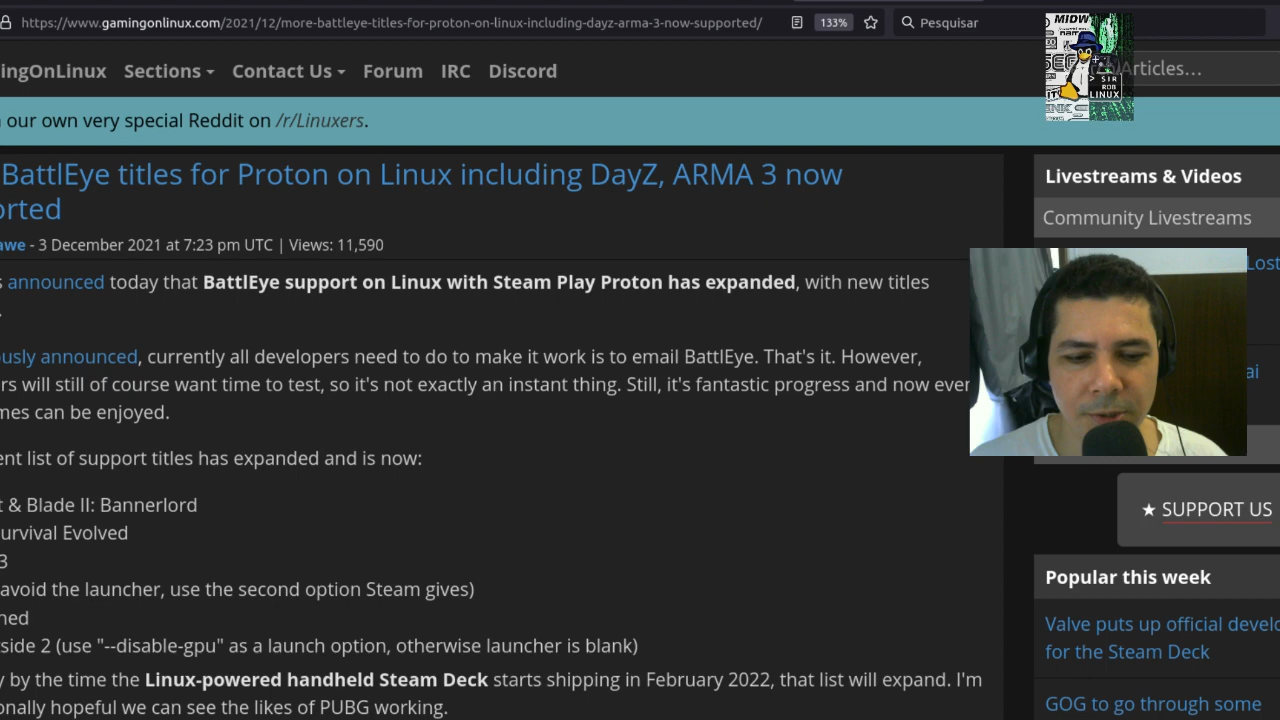 https://www.gamingonlinux.com/2021/12/more-battleye-titles-for-proton-on-linux-including-dayz-arma-3-now-supported/
133%
Pesquisar
MIDW
ingOnLinux Sections Contact Us Forum IRC Discord
Articles...
> SIR
ROB
LINUX
our own very special Reddit on /r/Linuxers.
BattlEye titles for Proton on Linux including DayZ, ARMA 3 now
orted
awe - 3 December 2021 at 7:23 pm UTC | Views: 11,590
s announced today that BattlEye support on Linux with Steam Play Proton has expanded, with new titles
.
ously announced, currently all developers need to do to make it work is to email BattlEye. That's it. However,
rs will still of course want time to test, so it's not exactly an instant thing. Still, it's fantastic progress and now even
mes can be enjoyed.
ent list of support titles has expanded and is now:
t & Blade II: Bannerlord
urvival Evolved
3
avoid the launcher, use the second option Steam gives)
ned
side 2 (use "--disable-gpu" as a launch option, otherwise launcher is blank)
y by the time the Linux-powered handheld Steam Deck starts shipping in February 2022, that list will expand. I'm
onally hopeful we can see the likes of PUBG working.
Livestreams & Videos
Community Livestreams
Lost
ai
★ SUPPORT US
Popular this week
Valve puts up official develo
for the Steam Deck
GOG to go through some